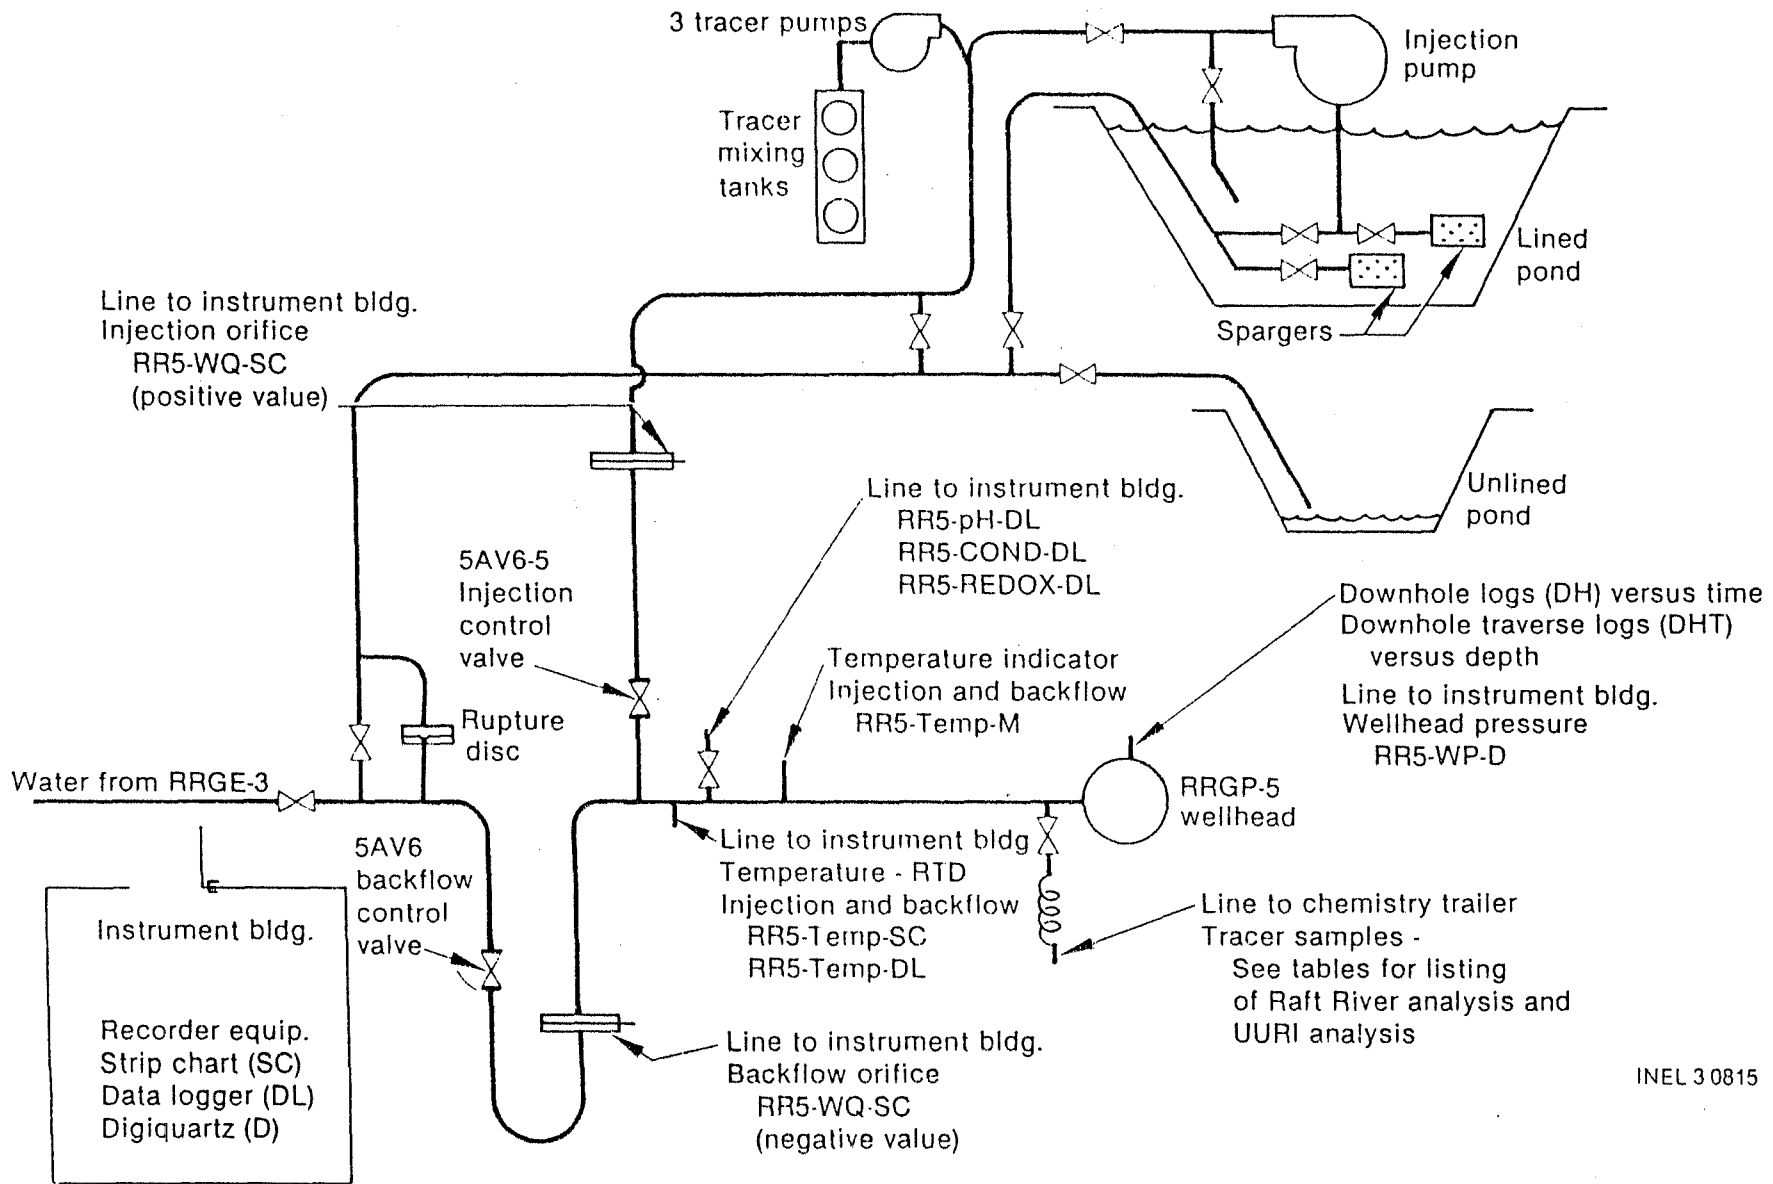 3 tracer pumps
Injection
pump
Tracer
mixing
tanks
Lined
pond
Spargers
Line to instrument bldg.
Injection orifice
RR5-WQ-SC
(positive value)
Line to instrument bldg.
RR5-pH-DL
RR5-COND-DL
RR5-REDOX-DL
Unlined
pond
5AV6-5
Injection
control
valve
Downhole logs (DH) versus time
Downhole traverse logs (DHT)
versus depth
Line to instrument bldg.
Wellhead pressure
RR5-WP-D
Temperature indicator
Injection and backflow
RR5-Temp-M
Rupture
disc
Water from RRGE-3
RRGP-5
wellhead
5AV6
backflow
control
valve
Line to instrument bldg
Temperature - RTD
Injection and backflow
RR5-Temp-SC
RR5-Temp-DL
Line to chemistry trailer
Tracer samples -
See tables for listing
of Raft River analysis and
UURI analysis
Instrument bldg.
Recorder equip.
Strip chart (SC)
Data logger (DL)
Digiquartz (D)
Line to instrument bldg.
Backflow orifice
RR5-WQ-SC
(negative value)
INEL 3 0815